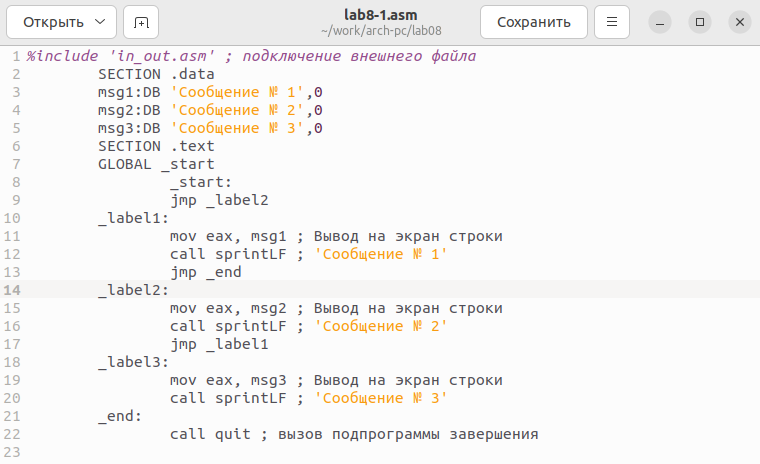 Открыть
lab8-1.asm
~/work/arch-pc/lab08
Сохранить
1 %include 'in_out.asm' ; подключение внешнего файла
2 SECTION .data
3 msg1:DB 'Сообщение № 1',0
4 msg2:DB 'Сообщение № 2',0
5 msg3:DB 'Сообщение № 3',0
6 SECTION .text
7 GLOBAL _start
8 _start:
9 jmp _label2
10 _label1:
11 mov eax, msg1 ; Вывод на экран строки
12 call sprintLF ; 'Сообщение № 1'
13 jmp _end
14 _label2:
15 mov eax, msg2 ; Вывод на экран строки
16 call sprintLF ; 'Сообщение № 2'
17 jmp _label1
18 _label3:
19 mov eax, msg3 ; Вывод на экран строки
20 call sprintLF ; 'Сообщение № 3'
21 _end:
22 call quit ; вызов подпрограммы завершения
23